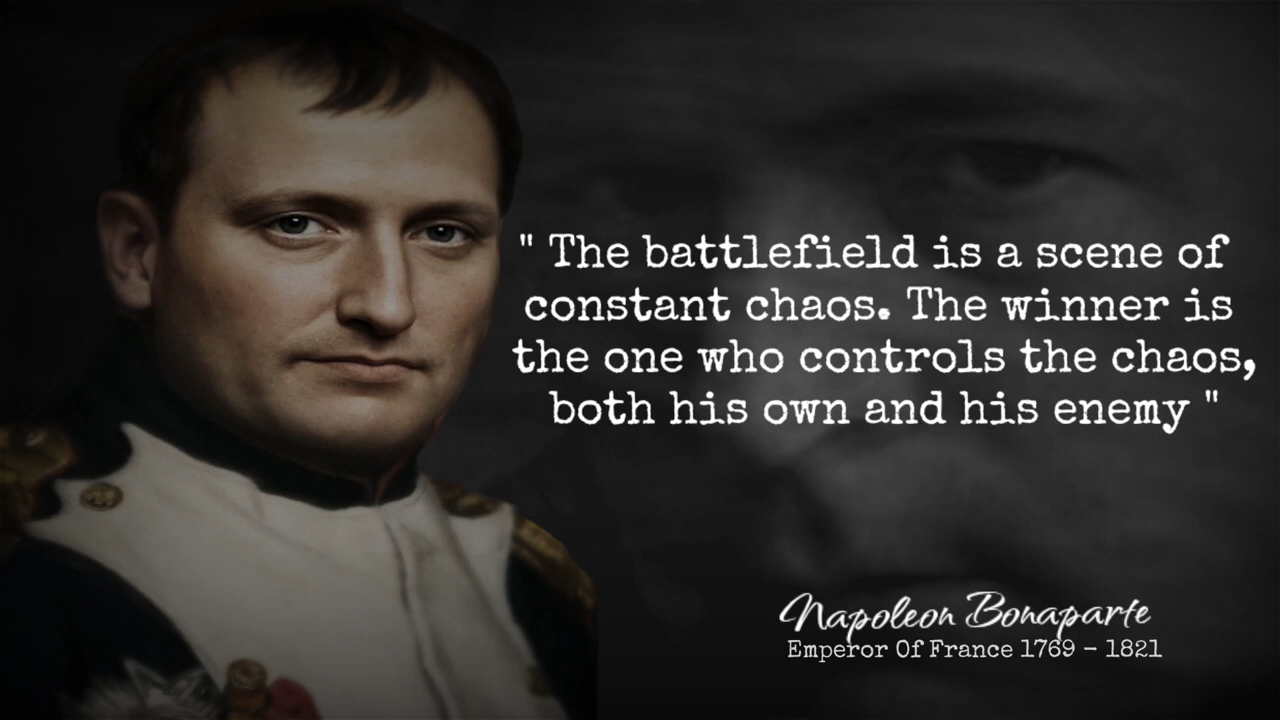 " The battlefield is a scene of
constant chaos. The winner is
the one who controls the chaos,
both his own and his enemy "
Napoleon Bonaparte
Emperor Of France 1769 - 1821